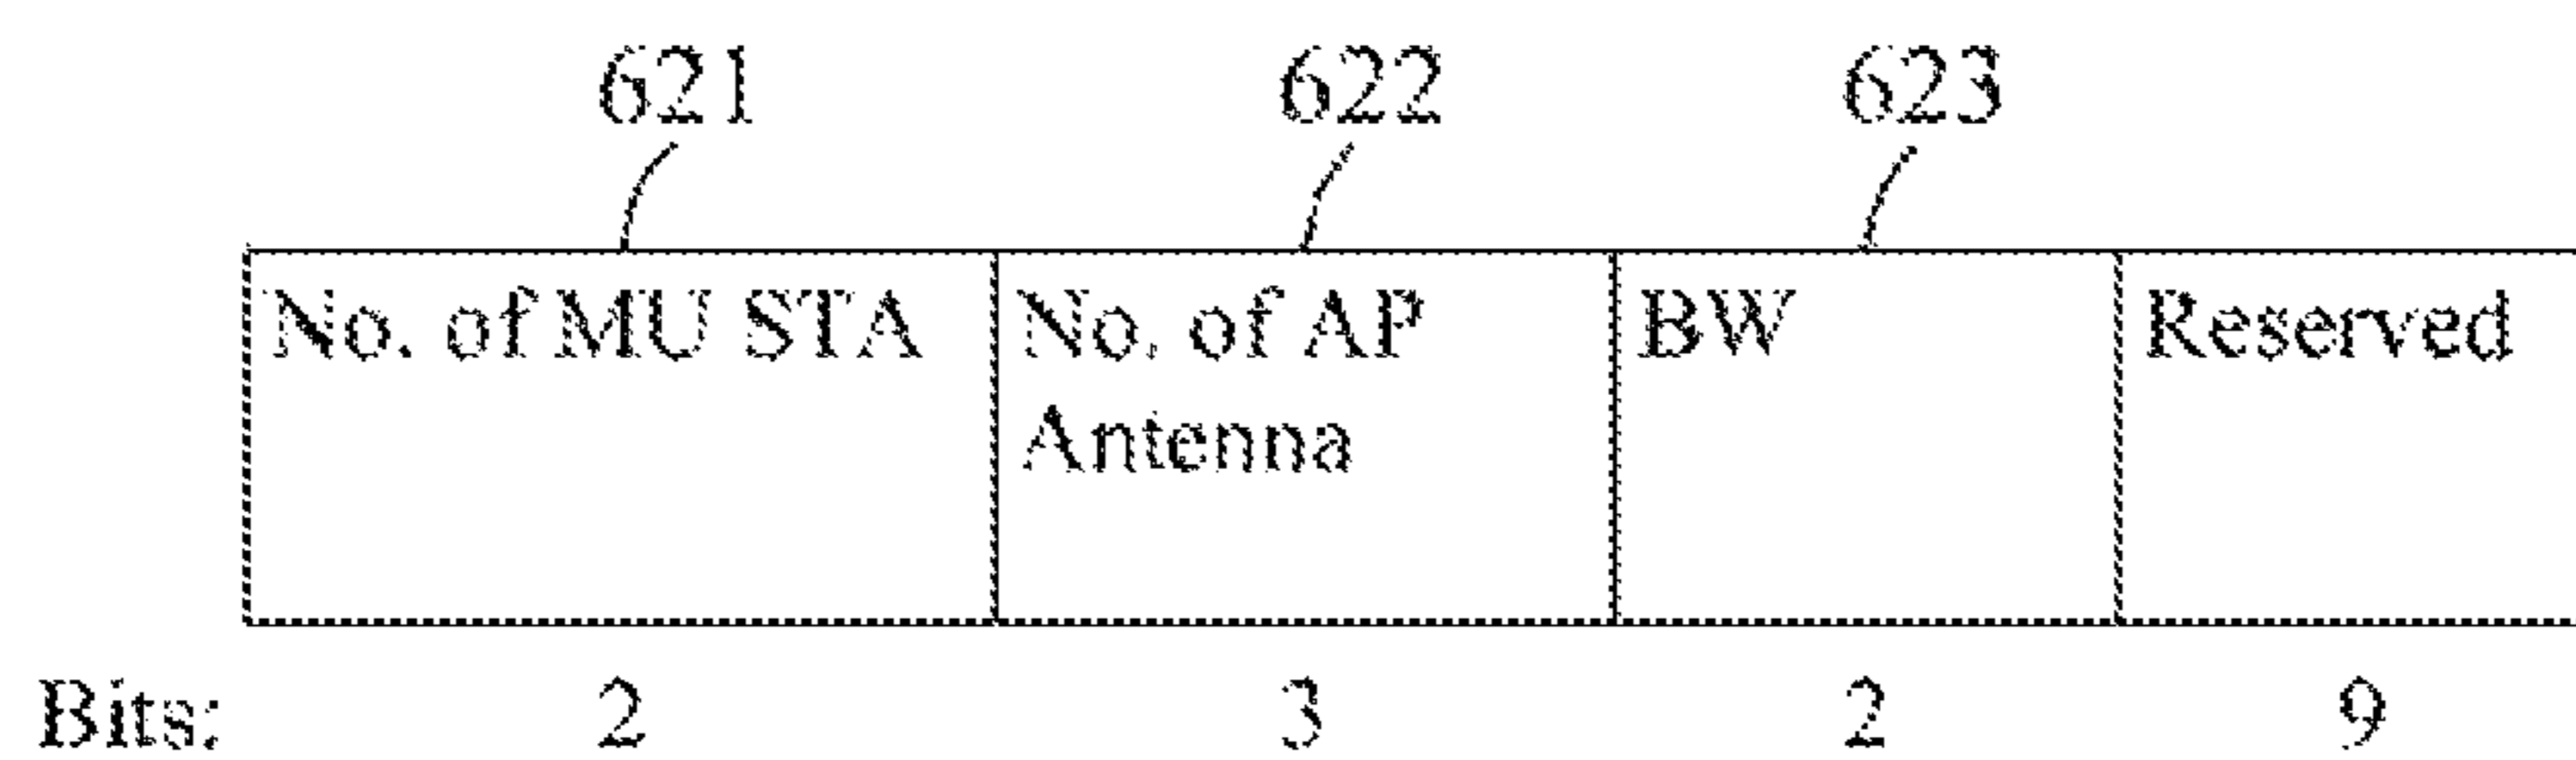 621 622 623
No. of MU STA No. of AP BW Reserved
Antenna
Bits: 2 3 2 9